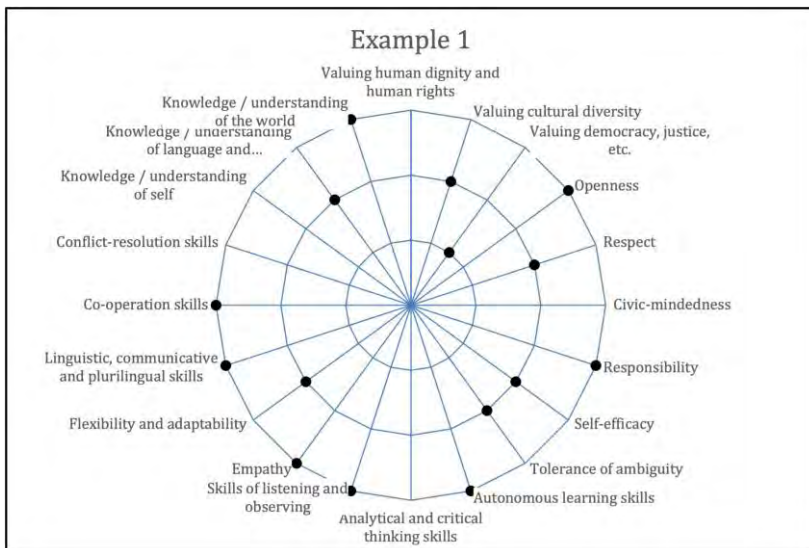 Example 1
Valuing human dignity and
human rights
Valuing cultural diversity
Valuing democracy, justice,
etc.
Openness
Respect
Civic-mindedness
Responsibility
Self-efficacy
Tolerance of ambiguity
Autonomous learning skills
Analytical and critical
thinking skills
Skills of listening and
observing
Empathy
Flexibility and adaptability
Linguistic, communicative
and plurilingual skills
Co-operation skills
Conflict-resolution skills
Knowledge / understanding
of self
Knowledge / understanding
of language and...
Knowledge / understanding
of the world